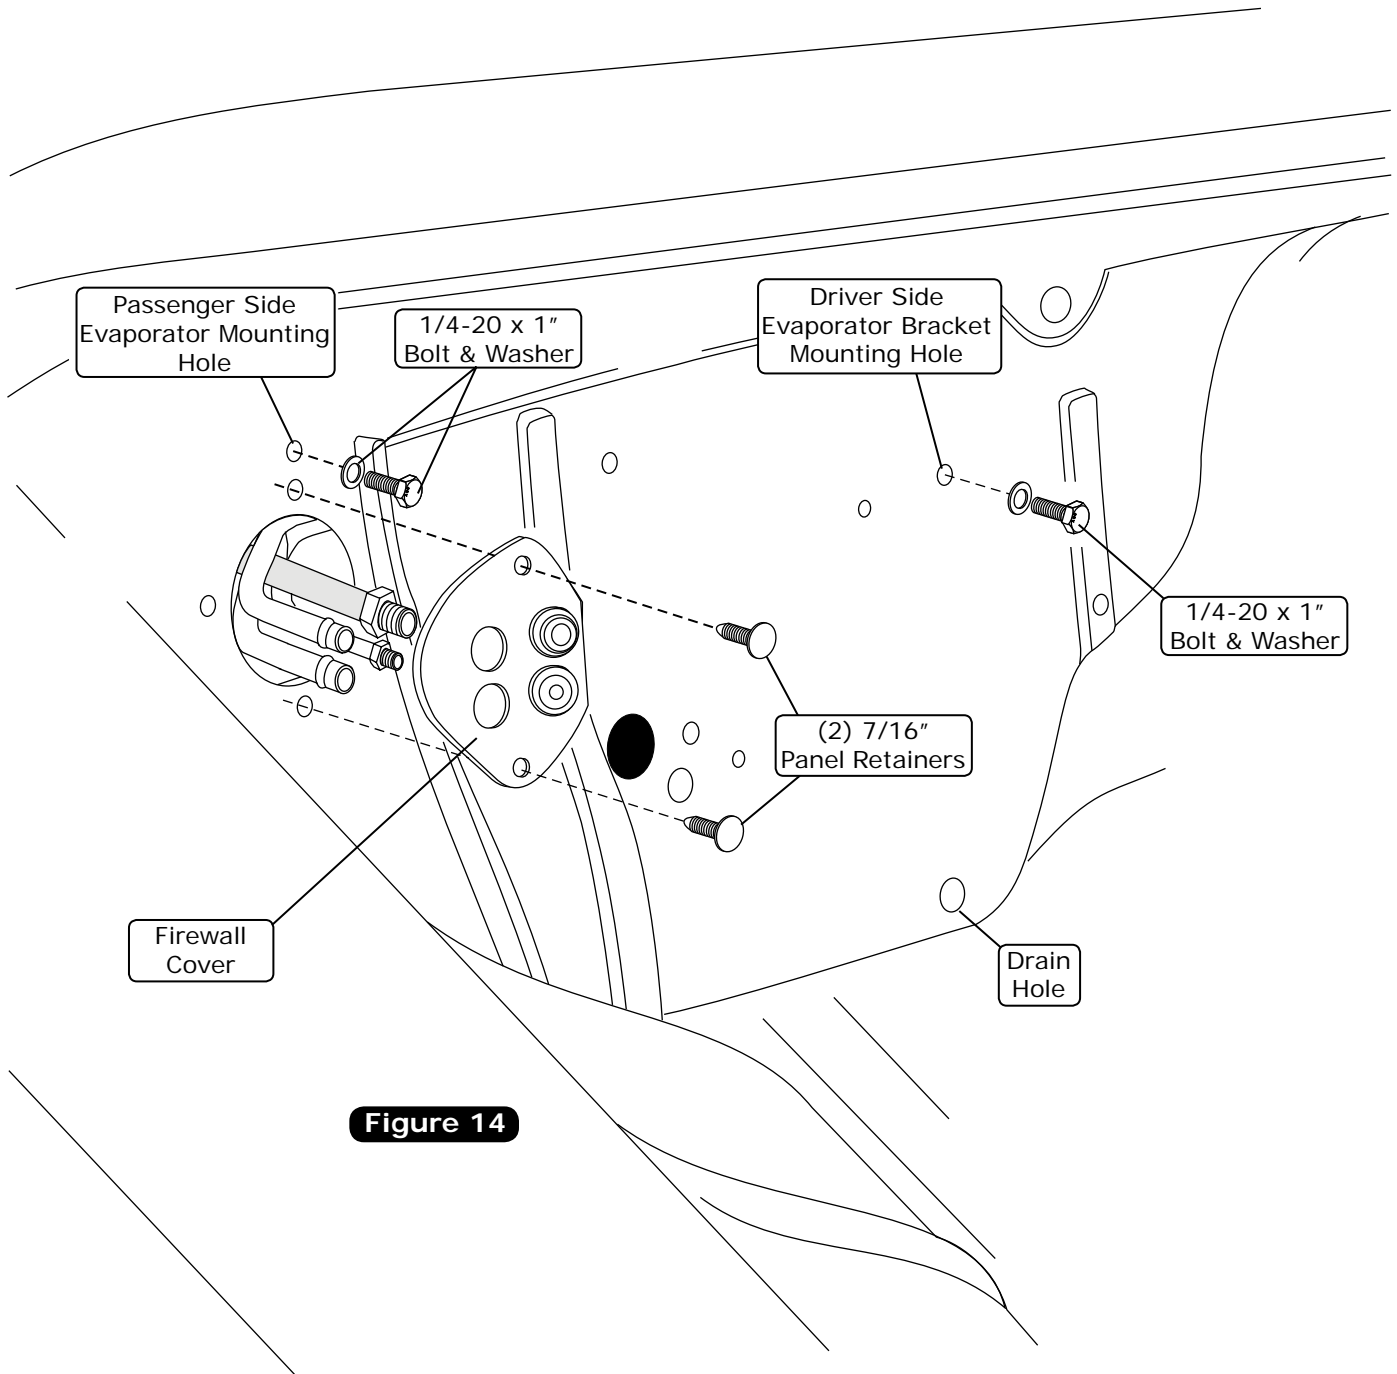 Passenger Side
Evaporator Mounting
Hole
1/4-20 x 1″
Bolt & Washer
Driver Side
Evaporator Bracket
Mounting Hole
1/4-20 x 1″
Bolt & Washer
(2) 7/16″
Panel Retainers
Firewall
Cover
Drain
Hole
Figure 14